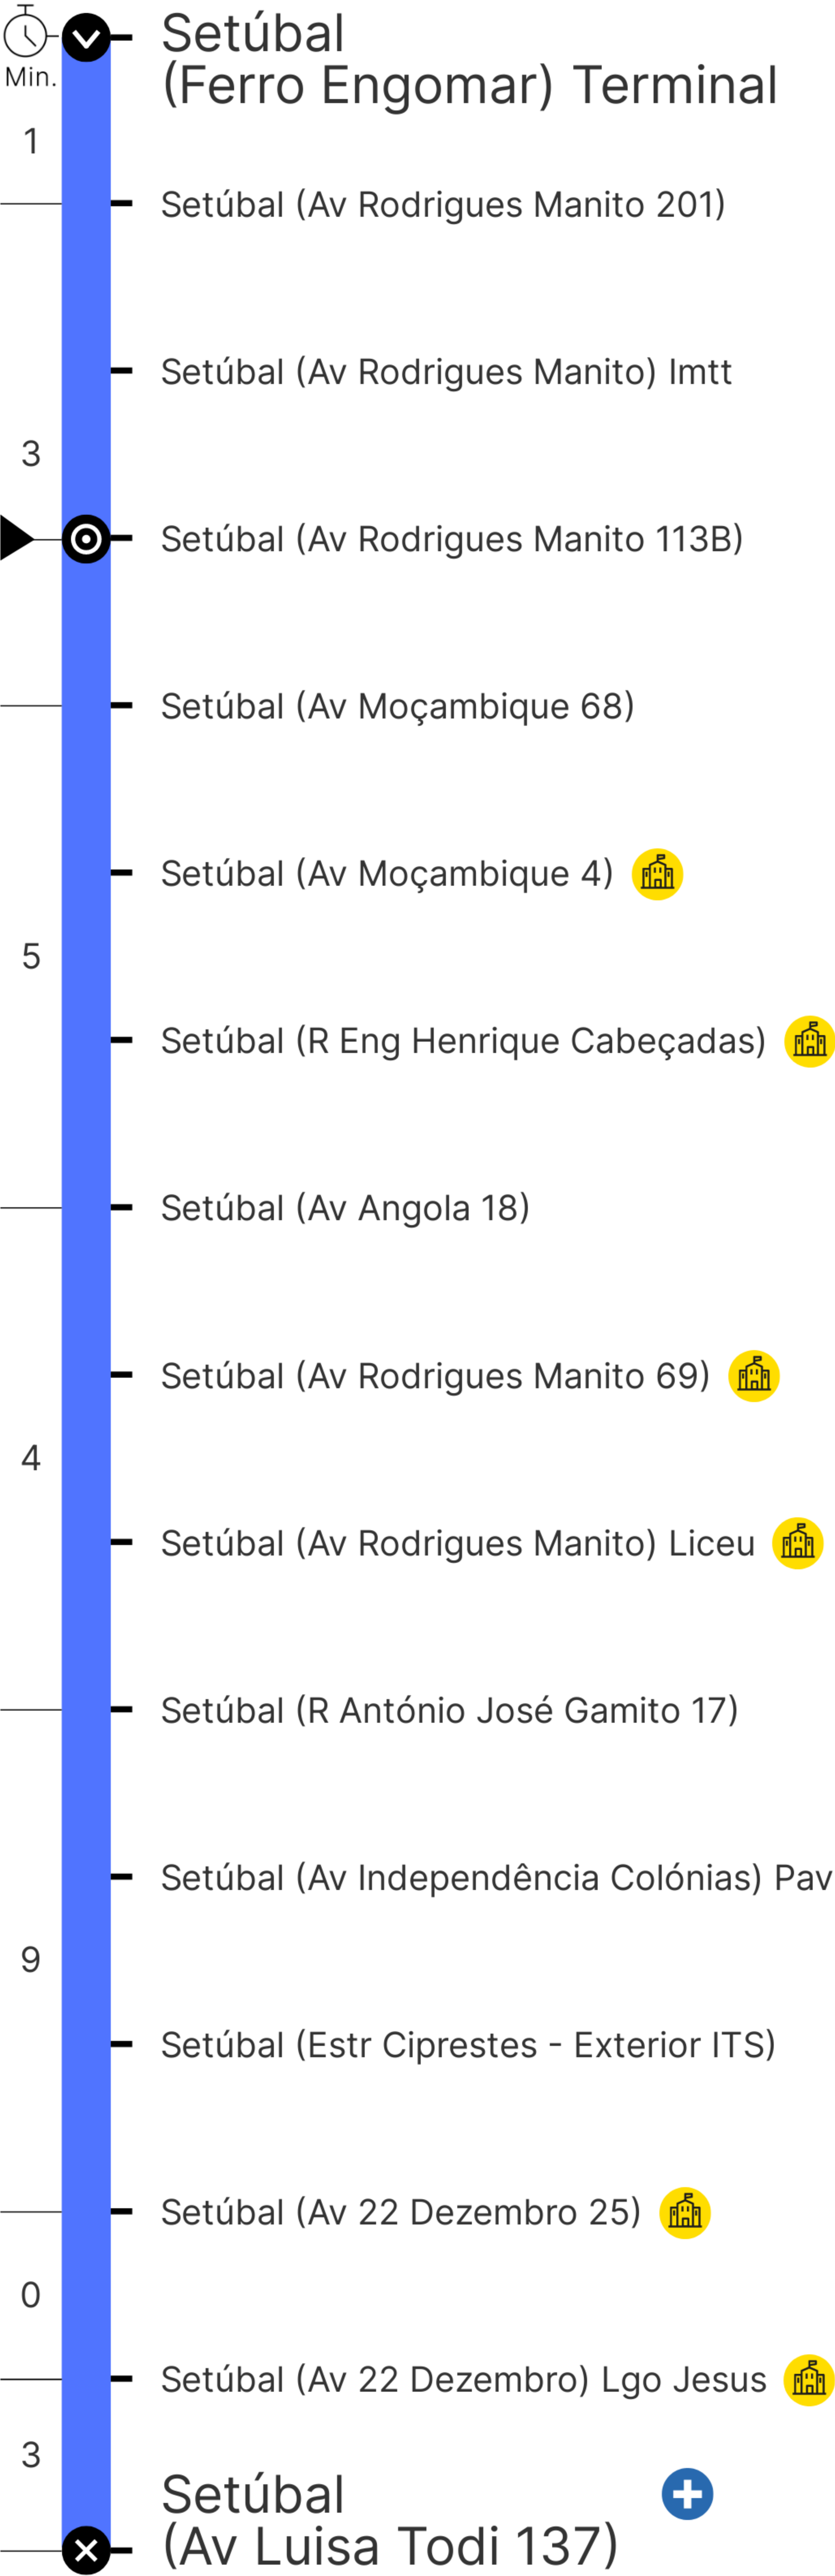 Setúbal
(Ferro Engomar) Terminal
Min.
1
Setúbal (Av Rodrigues Manito 201)
Setúbal (Av Rodrigues Manito) Imtt
3
Setúbal (Av Rodrigues Manito 113B)
Setúbal (Av Moçambique 68)
Setúbal (Av Moçambique 4)
5
Setúbal (R Eng Henrique Cabeçadas)
Setúbal (Av Angola 18)
Setúbal (Av Rodrigues Manito 69)
4
Setúbal (Av Rodrigues Manito) Liceu
Setúbal (R António José Gamito 17)
Setúbal (Av Independência Colónias) Pav
9
Setúbal (Estr Ciprestes - Exterior ITS)
Setúbal (Av 22 Dezembro 25)
0
Setúbal (Av 22 Dezembro) Lgo Jesus
3
Setúbal
(Av Luisa Todi 137)